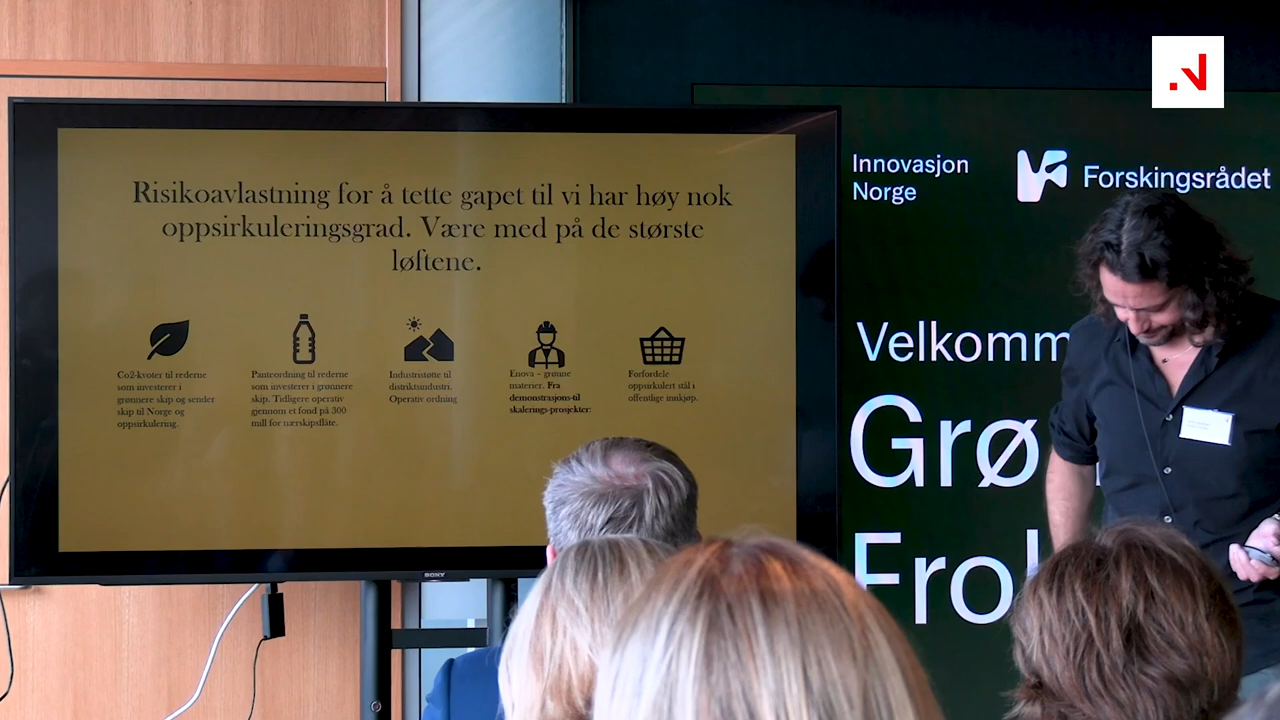 Risikoavlastning for å tette gapet til vi har høy nok
oppsirkuleringsgrad. Være med på de største
løftene.
Co2-kvoter til rederne
som investerer i
grønnere skip og sender
skip til Norge og
oppsirkulering.
Panteordning til rederne
som investerer i grønnere
skip. Tidligere operativ
gjennom et fond på 300
mill for nærskipsflåte.
Industristøtte til
distriktsindustri.
Operativ ordning
Enova – grønne
materier. Fra
demonstrasjons-til
skalerings-prosjekter:
Forfordele
oppsirkulert stål i
offentlige innkjøp.
SONY
Innovasjon
Norge
Forskingsrådet
Velkomm
Grø
Fro